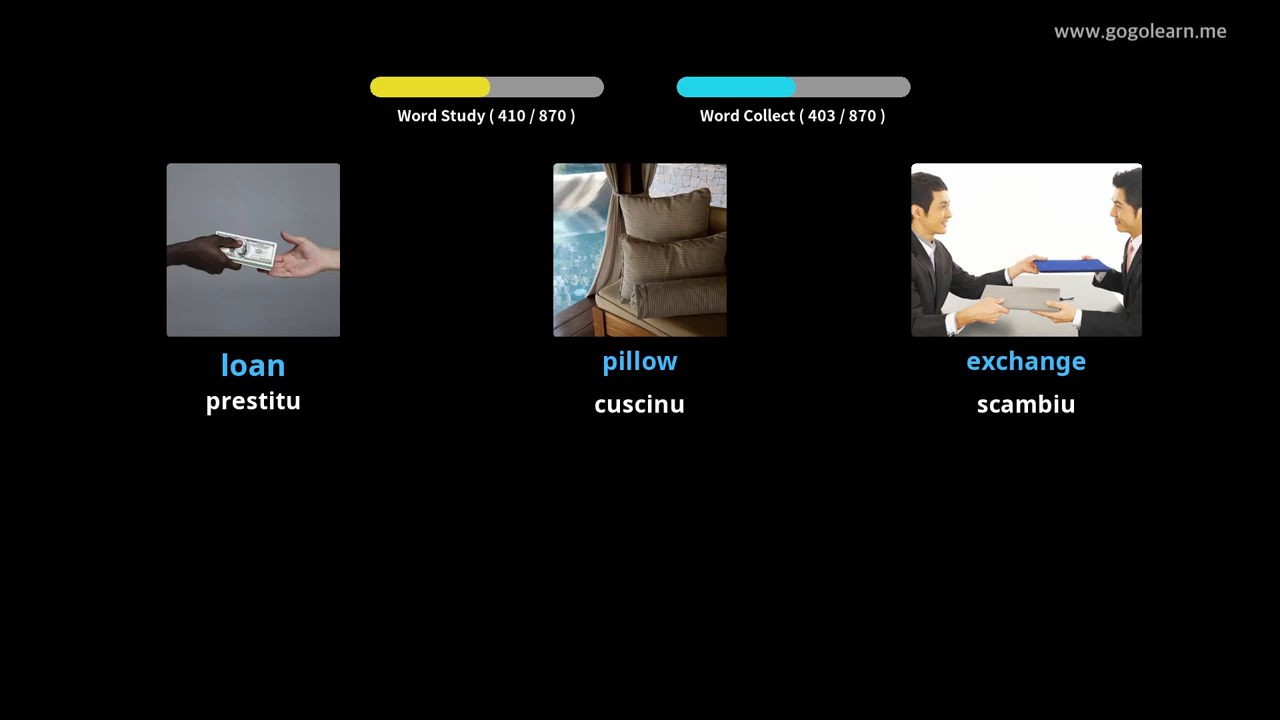 www.gogolearn.me
Word Study ( 410 / 870 )
Word Collect ( 403 / 870 )
loan
prestitu
pillow
cuscinu
exchange
scambiu